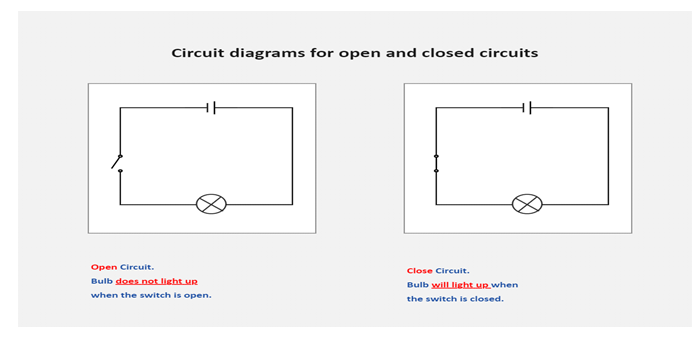 Circuit diagrams for open and closed circuits
Open Circuit.
Bulb does not light up
when the switch is open.
Close Circuit.
Bulb will light up when
the switch is closed.